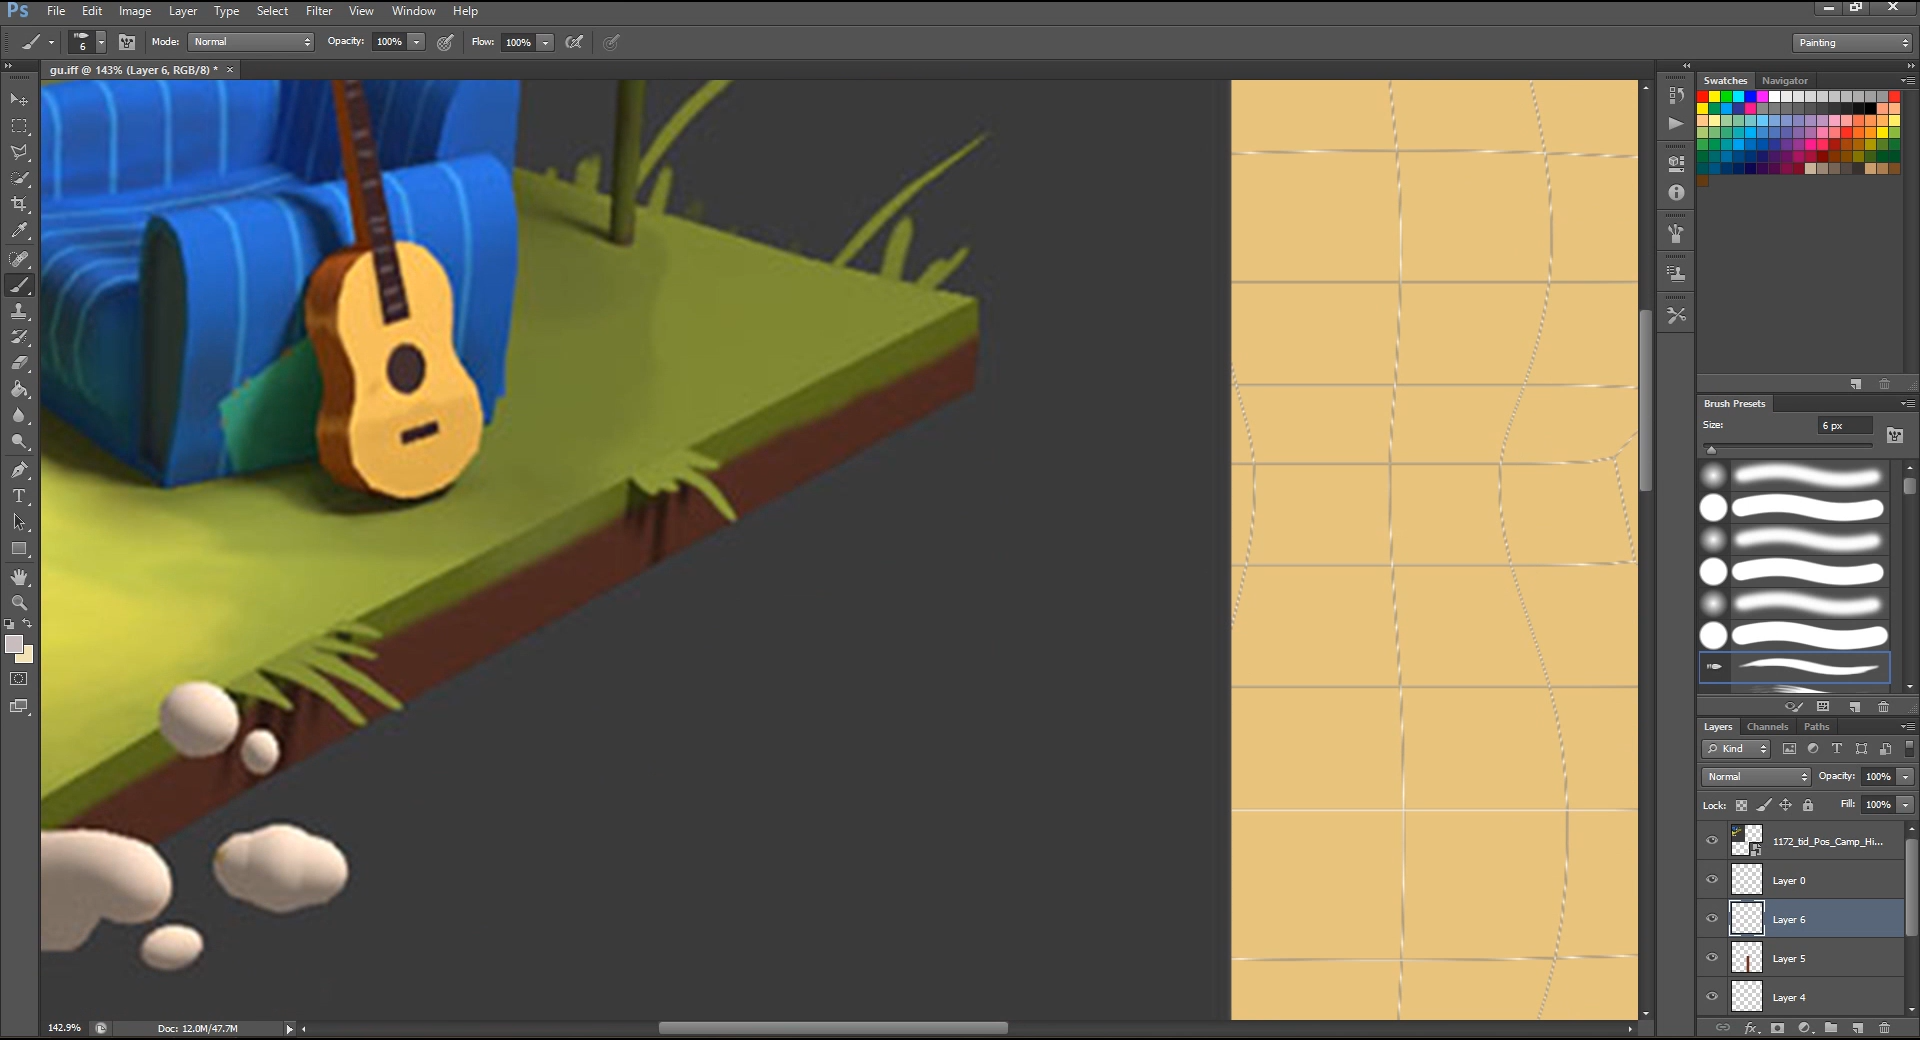 Ps File Edit Image Layer Type Select Filter View Window Help
6 Mode: Normal Opacity: 100% Flow: 100% Painting
gu.iff @ 143% (Layer 6, RGB/8) * ×
Swatches Navigator
Brush Presets
Size: 6 px
Layers Channels Paths
Kind
Normal Opacity: 100%
Lock: Fill: 100%
1172_tid_Pos_Camp_Hi...
Layer 0
Layer 6
Layer 5
Layer 4
fx
142.9% Doc: 12.0M/47.7M